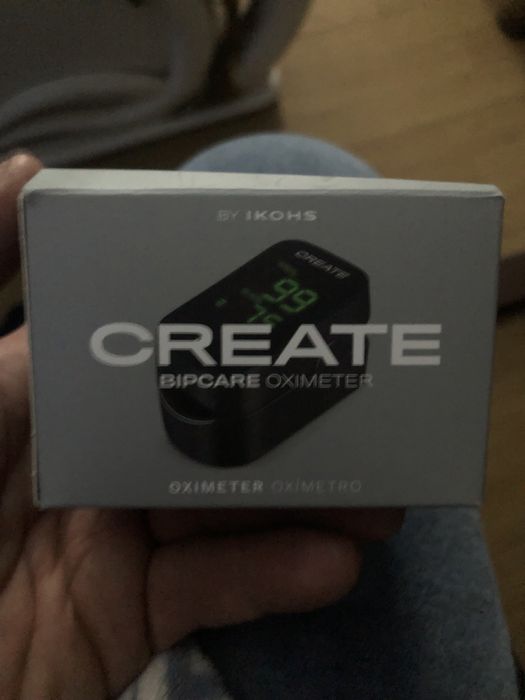 BY IKOHS
CREATE
99
CREATE
BIPCARE OXIMETER
OXIMETER OXÍMETRO